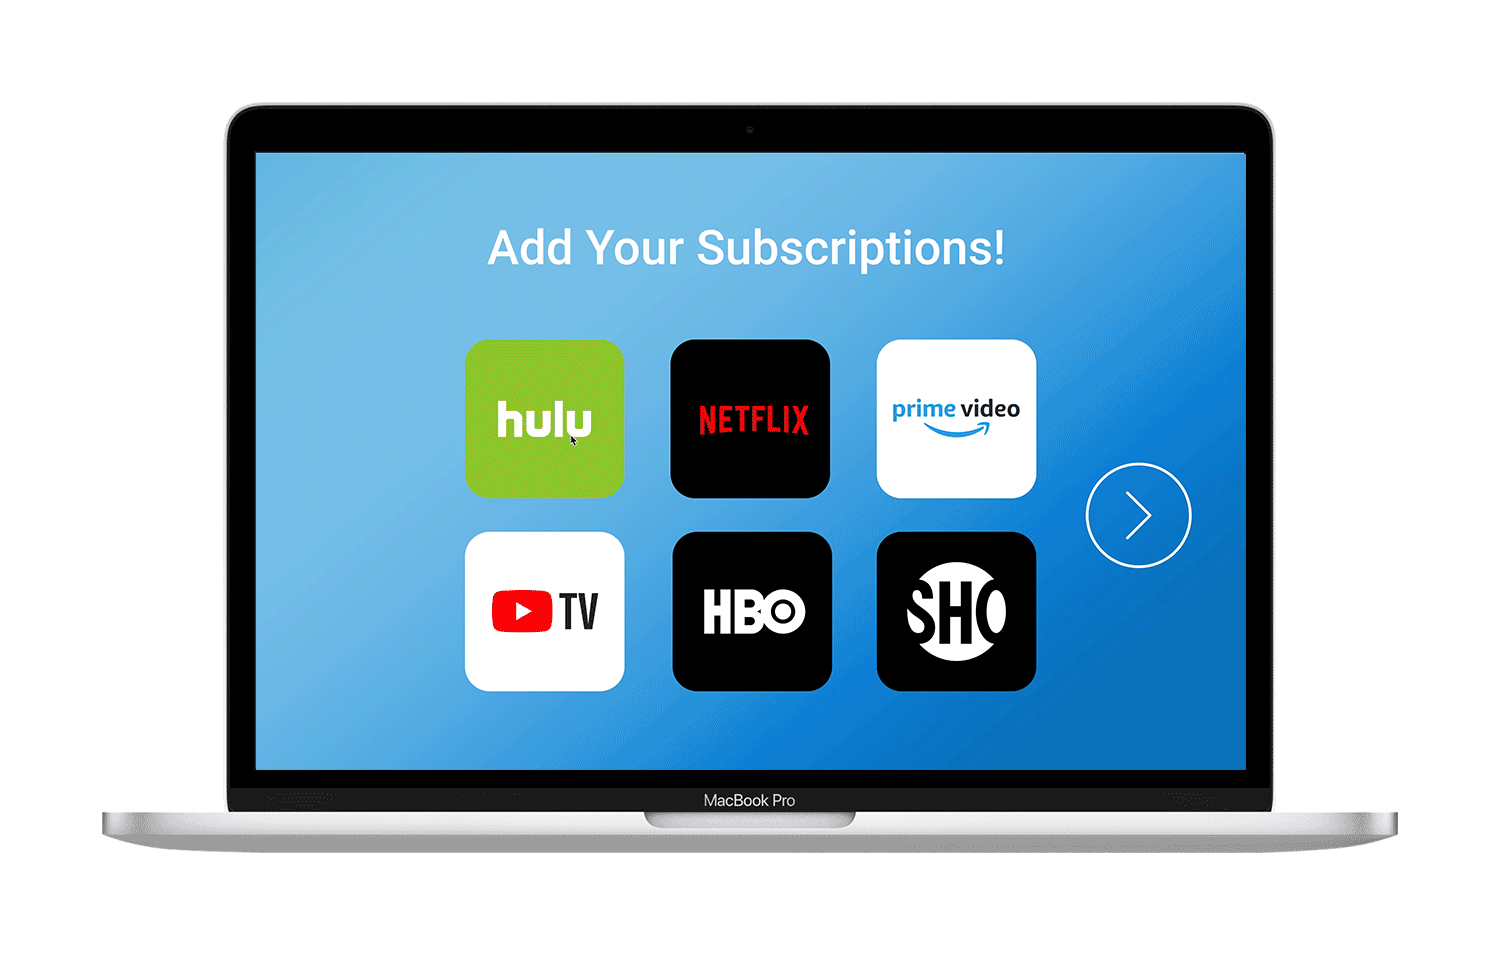 Add Your Subscriptions!
hulu
NETFLIX
prime video
TV
HBO
SHO
MacBook Pro